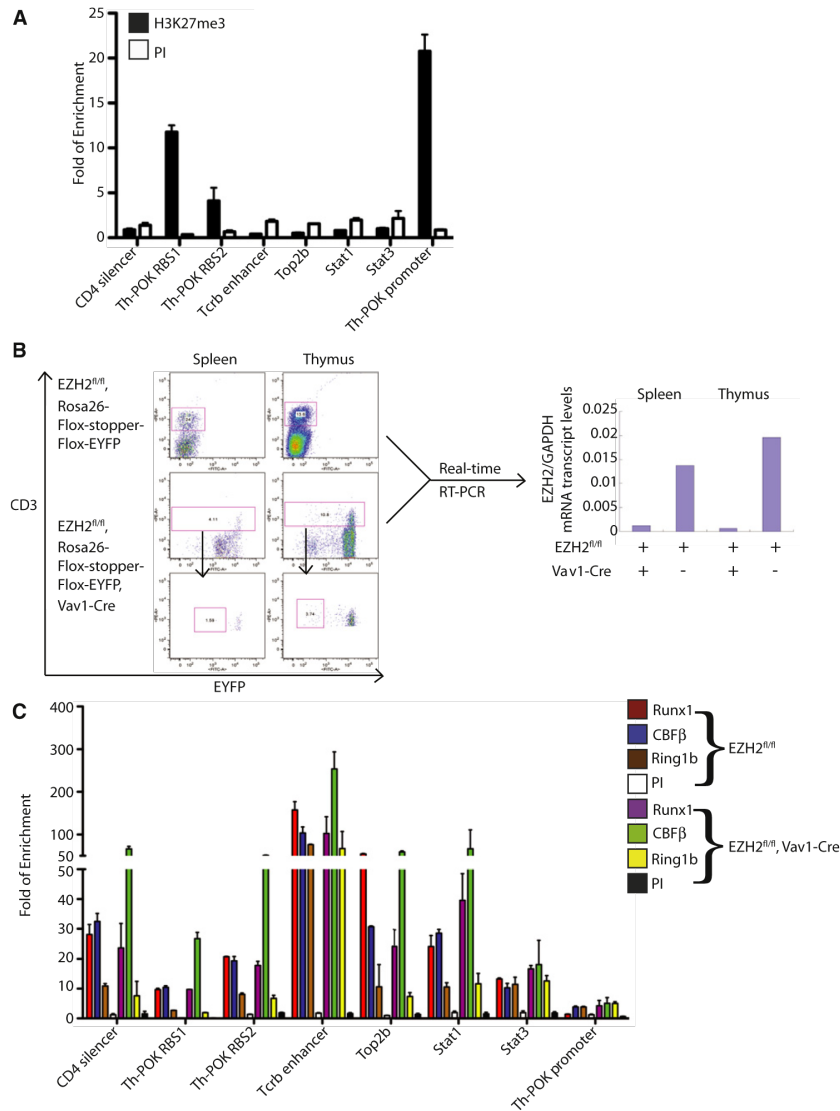 A
H3K27me3
PI
Fold of Enrichment
25
20
15
10
5
0
CD4 silencer
Th-POK RBS1
Th-POK RBS2
Tcrb enhancer
Top2b
Stat1
Stat3
Th-POK promoter
B
Spleen
Thymus
EZH2fl/fl,
Rosa26-
Flox-stopper-
Flox-EYFP
CD3
EZH2fl/fl,
Rosa26-
Flox-stopper-
Flox-EYFP,
Vav1-Cre
4.11
EYFP
Real-time
RT-PCR
Spleen
Thymus
EZH2/GAPDH
mRNA transcript levels
0.025
0.02
0.015
0.01
0.005
0
EZH2fl/fl + + + +
Vav1-Cre + - + -
C
Fold of Enrichment
400
300
200
100
50
50
40
30
20
10
0
CD4 silencer
Th-POK RBS1
Th-POK RBS2
Tcrb enhancer
Top2b
Stat1
Stat3
Th-POK promoter
Runx1
CBFβ
Ring1b
PI
EZH2fl/fl
Runx1
CBFβ
Ring1b
PI
EZH2fl/fl, Vav1-Cre